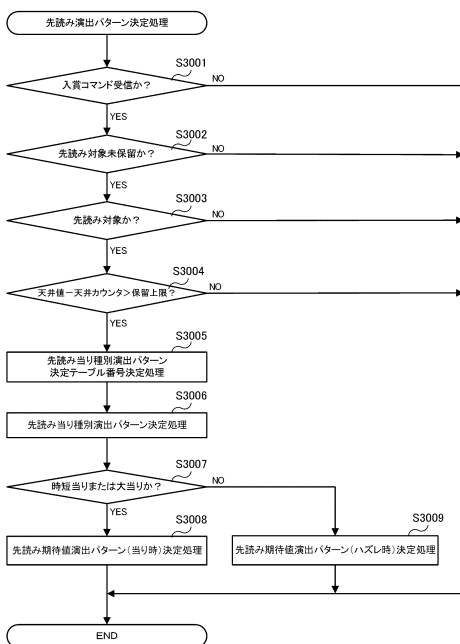 先読み演出パターン決定処理
S3001
入賞コマンド受信か？
NO
YES
S3002
先読み対象未保留か？
NO
YES
S3003
先読み対象か？
NO
YES
S3004
天井値－天井カウンタ＞保留上限？
NO
YES
S3005
先読み当り種別演出パターン
決定テーブル番号決定処理
S3006
先読み当り種別演出パターン決定処理
S3007
時短当りまたは大当りか？
NO
YES
S3008
先読み期待値演出パターン（当り時）決定処理
S3009
先読み期待値演出パターン（ハズレ時）決定処理
END